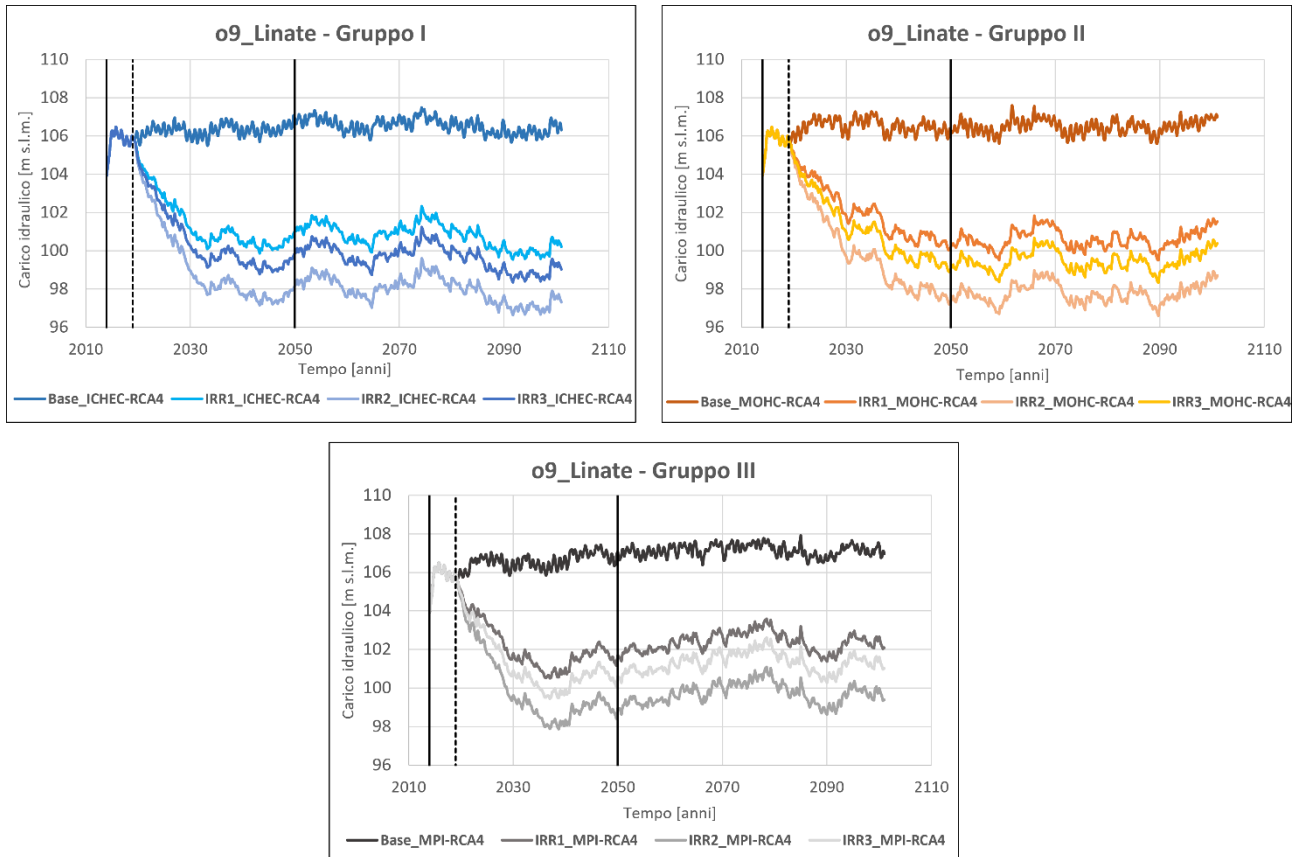 o9_Linate - Gruppo I
110
108
106
104
102
100
98
96
Carico idraulico [m s.l.m.]
2010 2030 2050 2070 2090 2110
Tempo [anni]
Base_ICHEC-RCA4 IRR1_ICHEC-RCA4 IRR2_ICHEC-RCA4 IRR3_ICHEC-RCA4
o9_Linate - Gruppo II
110
108
106
104
102
100
98
96
Carico idraulico [m s.l.m.]
2010 2030 2050 2070 2090 2110
Tempo [anni]
Base_MOHC-RCA4 IRR1_MOHC-RCA4 IRR2_MOHC-RCA4 IRR3_MOHC-RCA4
o9_Linate - Gruppo III
110
108
106
104
102
100
98
96
Carico idraulico [m s.l.m.]
2010 2030 2050 2070 2090 2110
Tempo [anni]
Base_MPI-RCA4 IRR1_MPI-RCA4 IRR2_MPI-RCA4 IRR3_MPI-RCA4